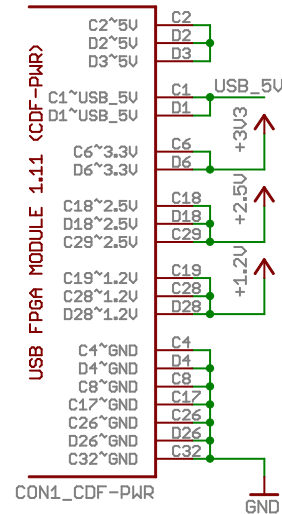 C2~5V C2
D2~5V D2
D3~5V D3
C1~USB_5V C1 USB_5V
D1~USB_5V D1
C6~3.3V C6 +3V3
D6~3.3V D6
C18~2.5V C18 +2.5V
D18~2.5V D18
C29~2.5V C29
C19~1.2V C19 +1.2V
C28~1.2V C28
D28~1.2V D28
C4~GND C4
D4~GND D4
C8~GND C8
C17~GND C17
C26~GND C26
D26~GND D26
C32~GND C32
USB FPGA MODULE 1.11 (CDF-PWR)
CON1_CDF-PWR
GND